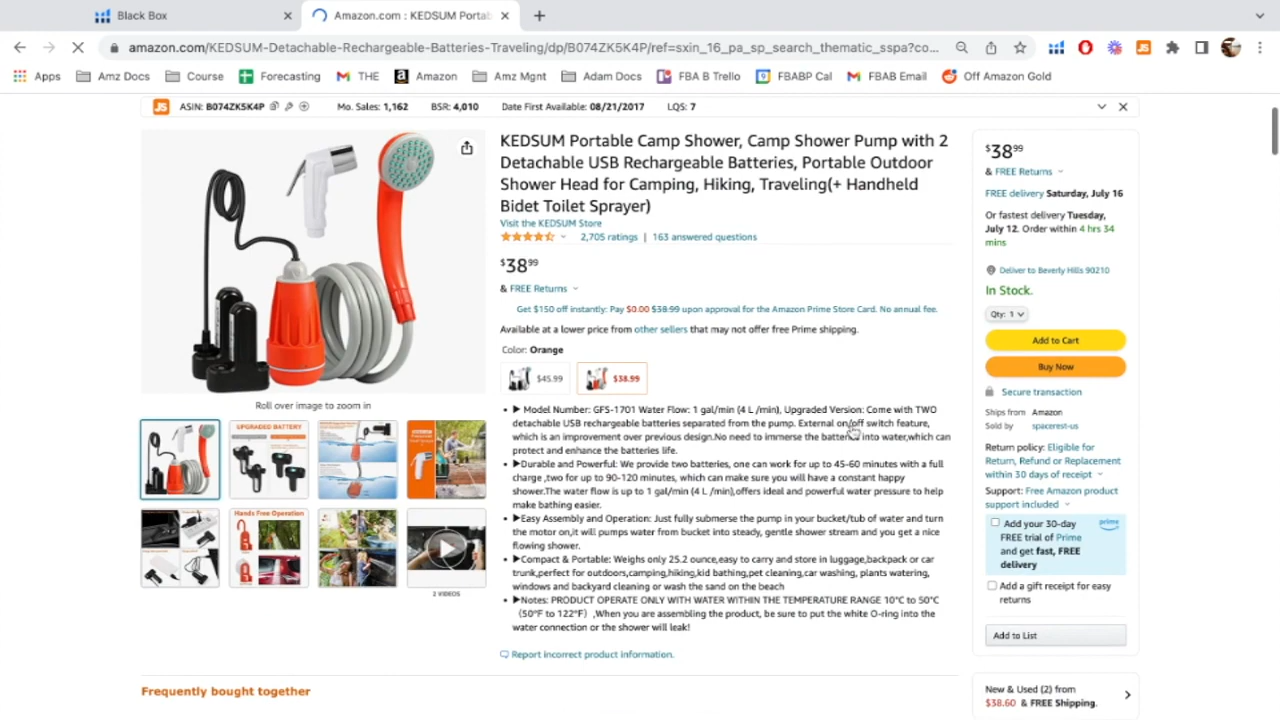 Black Box
Amazon.com : KEDSUM Portab
amazon.com/KEDSUM-Detachable-Rechargeable-Batteries-Traveling/dp/B074ZK5K4P/ref=sxin_16_pa_sp_search_thematic_sspa?co...
Apps Amz Docs Course Forecasting THE Amazon Amz Mgnt Adam Docs FBA B Trello FBABP Cal FBAB Email Off Amazon Gold
JS ASIN: B074ZK5K4P Mo. Sales: 1,162 BSR: 4,010 Date First Available: 08/21/2017 LQS: 7
KEDSUM Portable Camp Shower, Camp Shower Pump with 2
Detachable USB Rechargeable Batteries, Portable Outdoor
Shower Head for Camping, Hiking, Traveling(+ Handheld
Bidet Toilet Sprayer)
Visit the KEDSUM Store
2,705 ratings | 163 answered questions
$3899
& FREE Returns
Get $150 off instantly: Pay $0.00 $38.99 upon approval for the Amazon Prime Store Card. No annual fee.
Available at a lower price from other sellers that may not offer free Prime shipping.
Color: Orange
$45.99 $38.99
▶ Model Number: GFS-1701 Water Flow: 1 gal/min (4 L /min), Upgraded Version: Come with TWO
detachable USB rechargeable batteries separated from the pump. External on/off switch feature,
which is an improvement over previous design.No need to immerse the batteries into water,which can
protect and enhance the batteries life.
▶Durable and Powerful: We provide two batteries, one can work for up to 45-60 minutes with a full
charge ,two for up to 90-120 minutes, which can make sure you will have a constant happy
shower.The water flow is up to 1 gal/min (4 L /min),offers ideal and powerful water pressure to help
make bathing easier.
▶Easy Assembly and Operation: Just fully submerse the pump in your bucket/tub of water and turn
the motor on,it will pumps water from bucket into steady, gentle shower stream and you get a nice
flowing shower.
▶Compact & Portable: Weighs only 25.2 ounce,easy to carry and store in luggage,backpack or car
trunk,perfect for outdoors,camping,hiking,kid bathing,pet cleaning,car washing, plants watering,
windows and backyard cleaning or wash the sand on the beach
▶Notes: PRODUCT OPERATE ONLY WITH WATER WITHIN THE TEMPERATURE RANGE 10°C to 50°C
(50°F to 122°F) ,When you are assembling the product, be sure to put the white O-ring into the
water connection or the shower will leak!
Report incorrect product information.
Roll over image to zoom in
UPGRADED BATTERY
Hands Free Operation
2 VIDEOS
Frequently bought together
$3899
& FREE Returns
FREE delivery Saturday, July 16
Or fastest delivery Tuesday,
July 12. Order within 4 hrs 34
mins
Deliver to Beverly Hills 90210
In Stock.
Qty: 1
Add to Cart
Buy Now
Secure transaction
Ships from Amazon
Sold by spacerest-us
Return policy: Eligible for
Return, Refund or Replacement
within 30 days of receipt
Support: Free Amazon product
support included
Add your 30-day prime
FREE trial of Prime
and get fast, FREE
delivery
Add a gift receipt for easy
returns
Add to List
New & Used (2) from
$38.60 & FREE Shipping.